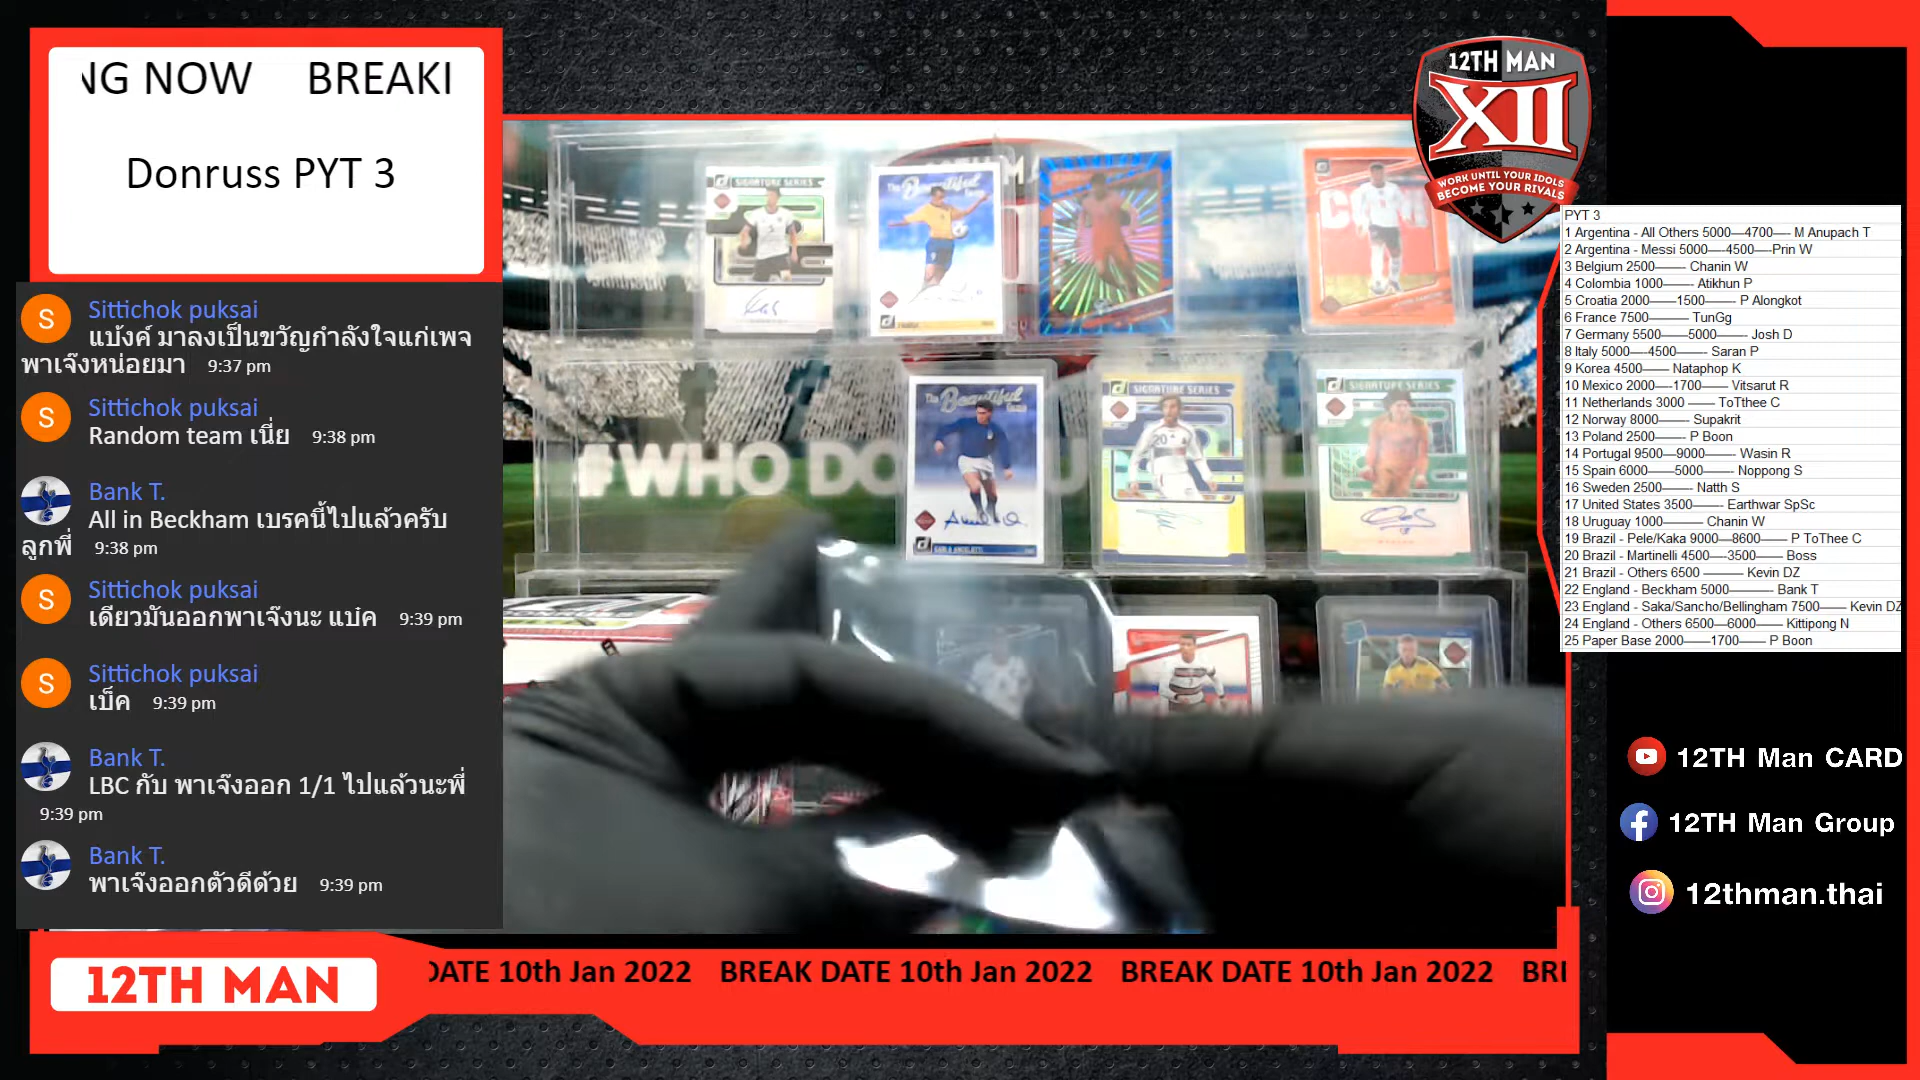 NG NOW BREAKI
Donruss PYT 3
S
Sittichok puksai
แบ้งค์ มาลงเป็นขวัญกำลังใจแก่เพจ
พาเจ๊งหน่อยมา 9:37 pm
S
Sittichok puksai
Random team เนี่ย 9:38 pm
Bank T.
All in Beckham เบรคนี้ไปแล้วครับ
ลูกพี่ 9:38 pm
S
Sittichok puksai
เดียวมันออกพาเจ๊งนะ แบ๋ค 9:39 pm
S
Sittichok puksai
เบ็ค 9:39 pm
Bank T.
LBC กับ พาเจ๊งออก 1/1 ไปแล้วนะพี่
9:39 pm
Bank T.
พาเจ๊งออกตัวดีด้วย 9:39 pm
12TH MAN
DATE 10th Jan 2022 BREAK DATE 10th Jan 2022 BREAK DATE 10th Jan 2022 BRE
SIGNATURE SERIES
The Beautiful
The Beautiful Game
SIGNATURE SERIES
SIGNATURE SERIES
20
#WHO DO
12TH MAN
XII
WORK UNTIL YOUR IDOLS
BECOME YOUR RIVALS
PYT 3
1 Argentina - All Others 5000—4700—- M Anupach T
2 Argentina - Messi 5000—-4500—-Prin W
3 Belgium 2500——- Chanin W
4 Colombia 1000——- Atikhun P
5 Croatia 2000——1500——- P Alongkot
6 France 7500——— TunGg
7 Germany 5500——5000——- Josh D
8 Italy 5000—-4500——- Saran P
9 Korea 4500—— Nataphop K
10 Mexico 2000—-1700—— Vitsarut R
11 Netherlands 3000 —— ToTthee C
12 Norway 8000——- Supakrit
13 Poland 2500——- P Boon
14 Portugal 9500—9000——- Wasin R
15 Spain 6000——5000——- Noppong S
16 Sweden 2500——- Natth S
17 United States 3500——- Earthwar SpSc
18 Uruguay 1000——— Chanin W
19 Brazil - Pele/Kaka 9000——8600—— P ToThee C
20 Brazil - Martinelli 4500—-3500—— Boss
21 Brazil - Others 6500 ——— Kevin DZ
22 England - Beckham 5000———- Bank T
23 England - Saka/Sancho/Bellingham 7500—— Kevin DZ
24 England - Others 6500—6000—— Kittipong N
25 Paper Base 2000——1700—— P Boon
12TH Man CARD
12TH Man Group
12thman.thai